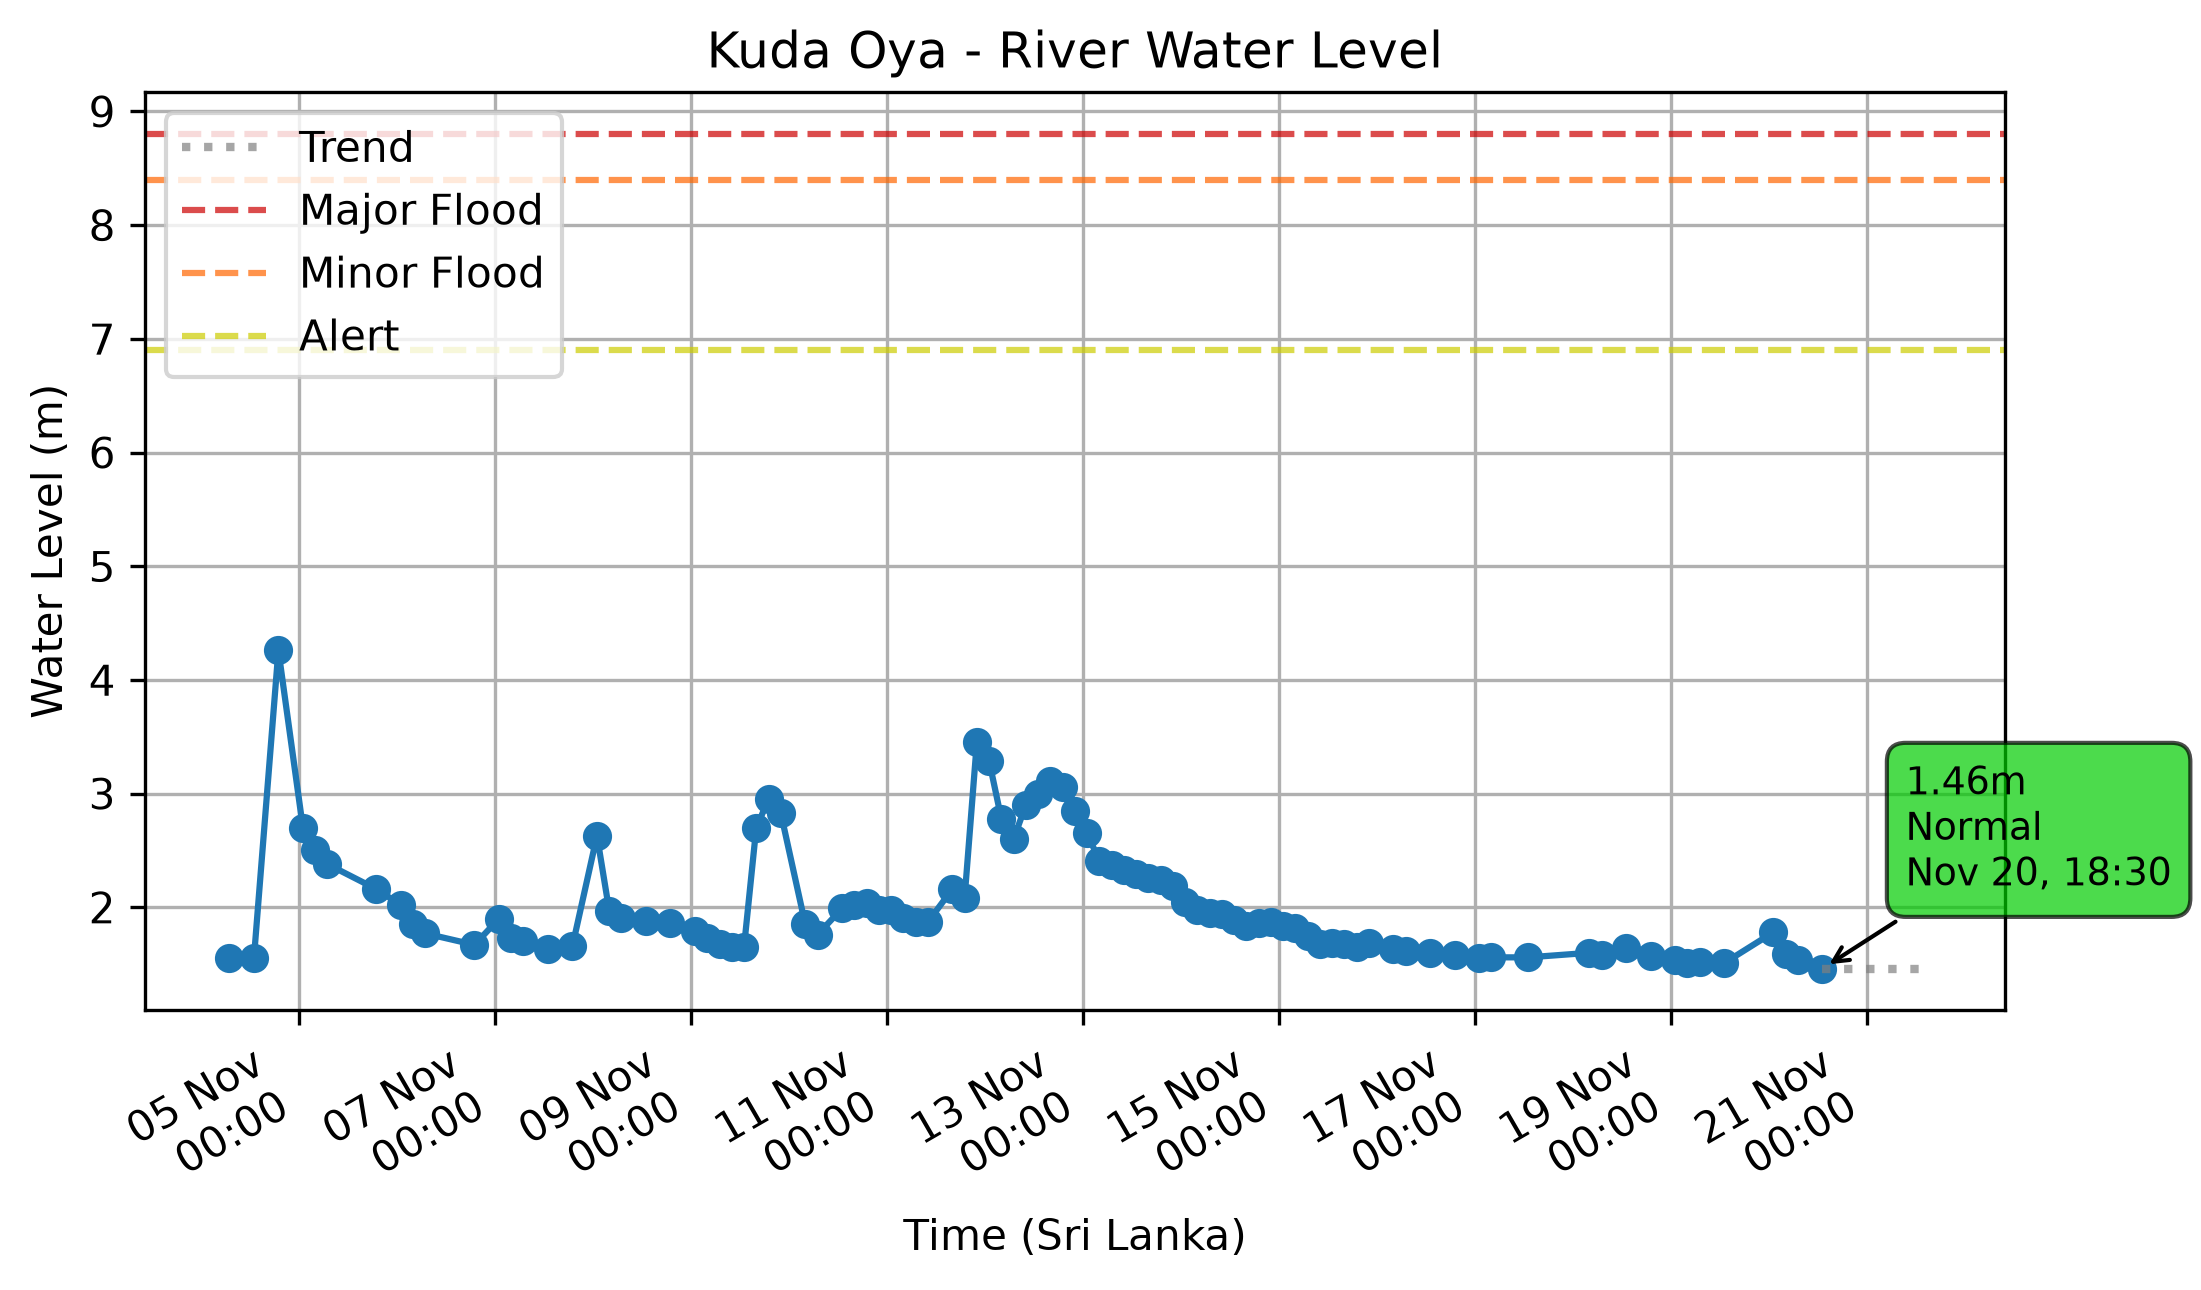 Kuda Oya - River Water Level
Trend
Major Flood
Minor Flood
Alert
Water Level (m)
9
8
7
6
5
4
3
2
1.46m
Normal
Nov 20, 18:30
05 Nov
00:00
07 Nov
00:00
09 Nov
00:00
11 Nov
00:00
13 Nov
00:00
15 Nov
00:00
17 Nov
00:00
19 Nov
00:00
21 Nov
00:00
Time (Sri Lanka)